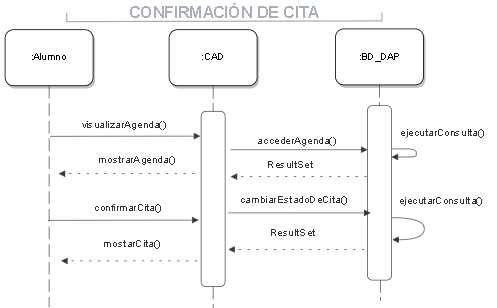 CONFIRMACIÓN DE CITA
:Alumno
:CAD
:BD_DAP
visualizarAgenda()
accederAgenda()
ejecutarConsulta()
mostrarAgenda()
ResultSet
confirmarCita()
cambiarEstadoDeCita()
ejecutarConsulta()
mostarCita()
ResultSet